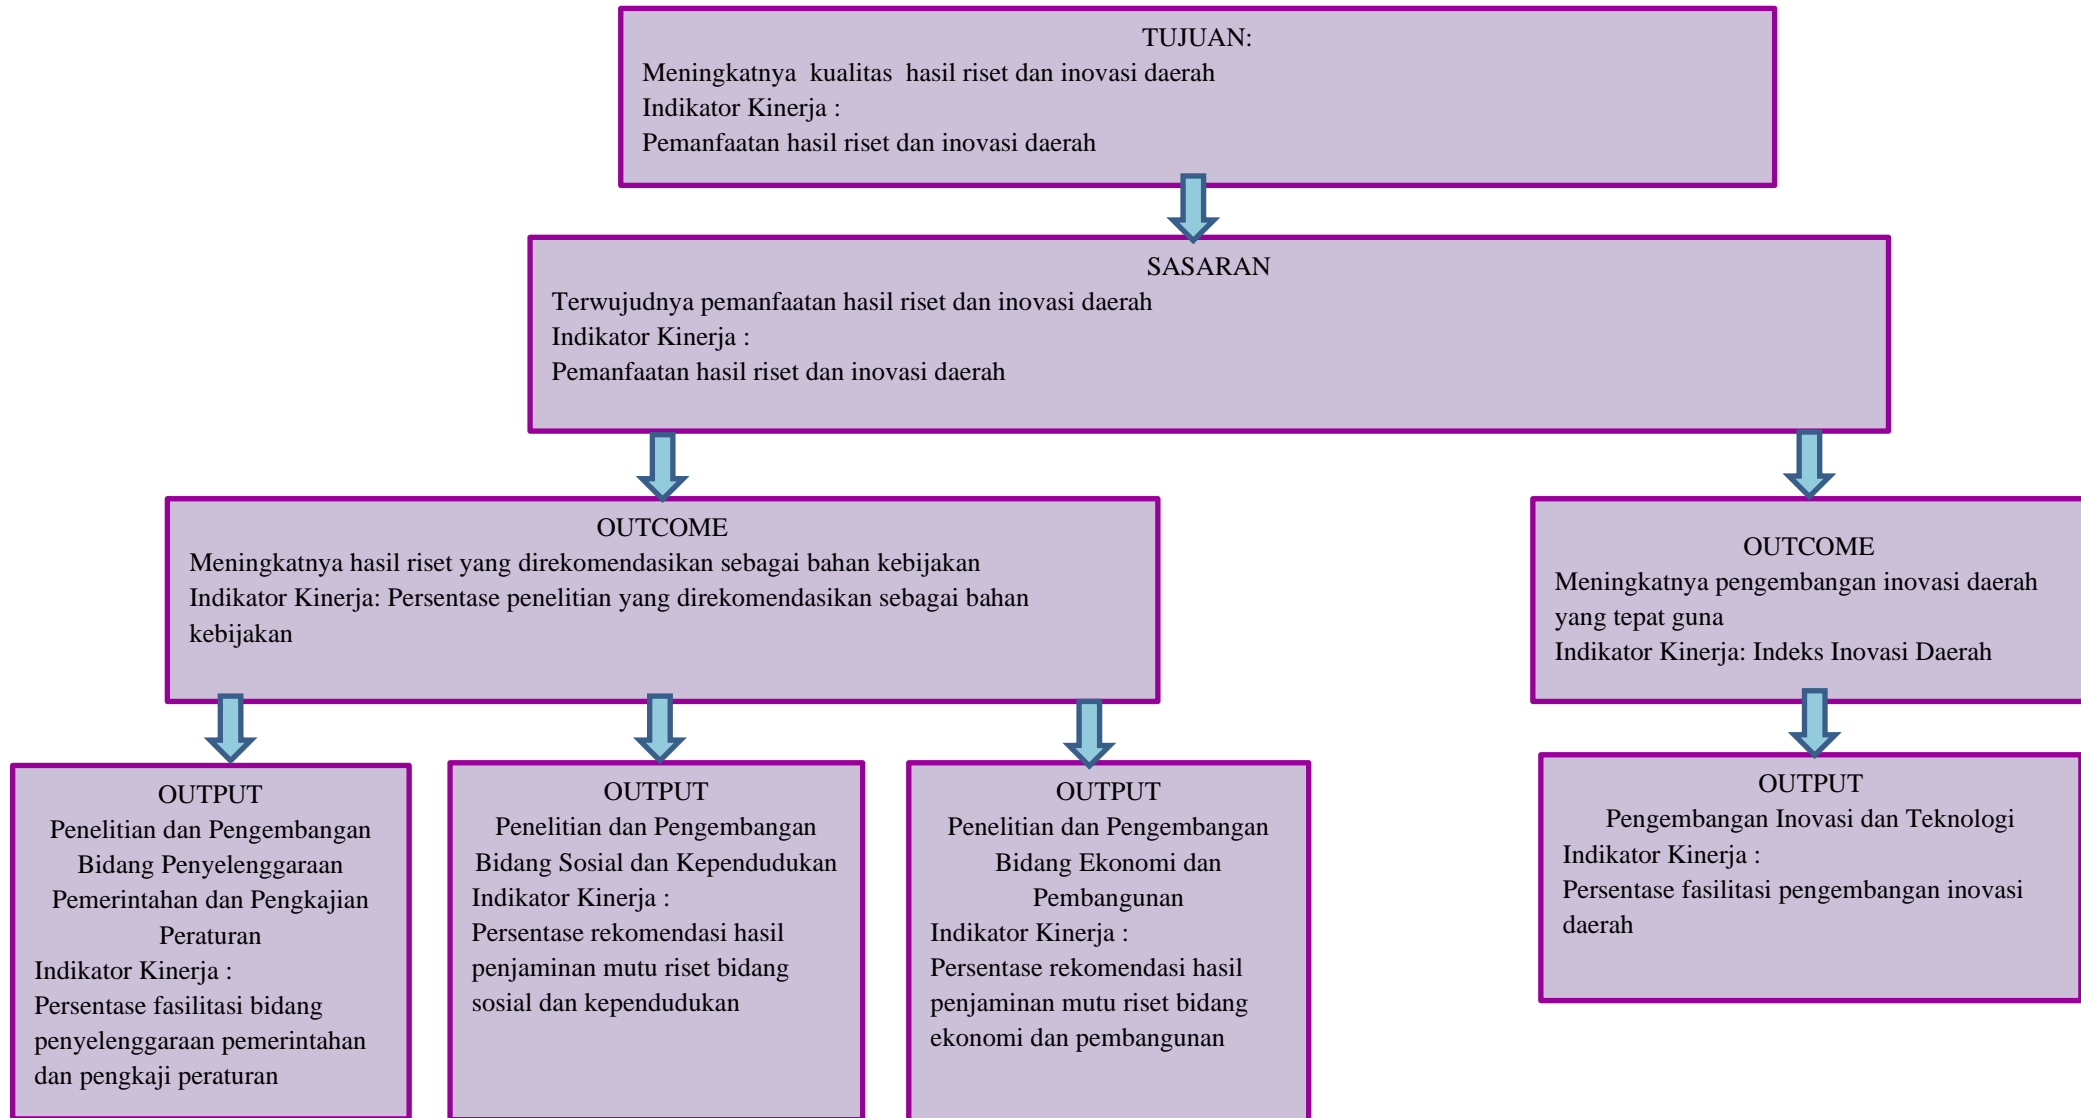 TUJUAN:
Meningkatnya kualitas hasil riset dan inovasi daerah
Indikator Kinerja :
Pemanfaatan hasil riset dan inovasi daerah
SASARAN
Terwujudnya pemanfaatan hasil riset dan inovasi daerah
Indikator Kinerja :
Pemanfaatan hasil riset dan inovasi daerah
OUTCOME
Meningkatnya hasil riset yang direkomendasikan sebagai bahan kebijakan
Indikator Kinerja: Persentase penelitian yang direkomendasikan sebagai bahan
kebijakan
OUTCOME
Meningkatnya pengembangan inovasi daerah
yang tepat guna
Indikator Kinerja: Indeks Inovasi Daerah
OUTPUT
Penelitian dan Pengembangan
Bidang Penyelenggaraan
Pemerintahan dan Pengkajian
Peraturan
Indikator Kinerja :
Persentase fasilitasi bidang
penyelenggaraan pemerintahan
dan pengkaji peraturan
OUTPUT
Penelitian dan Pengembangan
Bidang Sosial dan Kependudukan
Indikator Kinerja :
Persentase rekomendasi hasil
penjaminan mutu riset bidang
sosial dan kependudukan
OUTPUT
Penelitian dan Pengembangan
Bidang Ekonomi dan
Pembangunan
Indikator Kinerja :
Persentase rekomendasi hasil
penjaminan mutu riset bidang
ekonomi dan pembangunan
OUTPUT
Pengembangan Inovasi dan Teknologi
Indikator Kinerja :
Persentase fasilitasi pengembangan inovasi
daerah